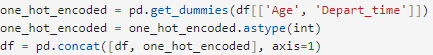 one_hot_encoded = pd.get_dummies(df[['Age', 'Depart_time']])
one_hot_encoded = one_hot_encoded.astype(int)
df = pd.concat([df, one_hot_encoded], axis=1)